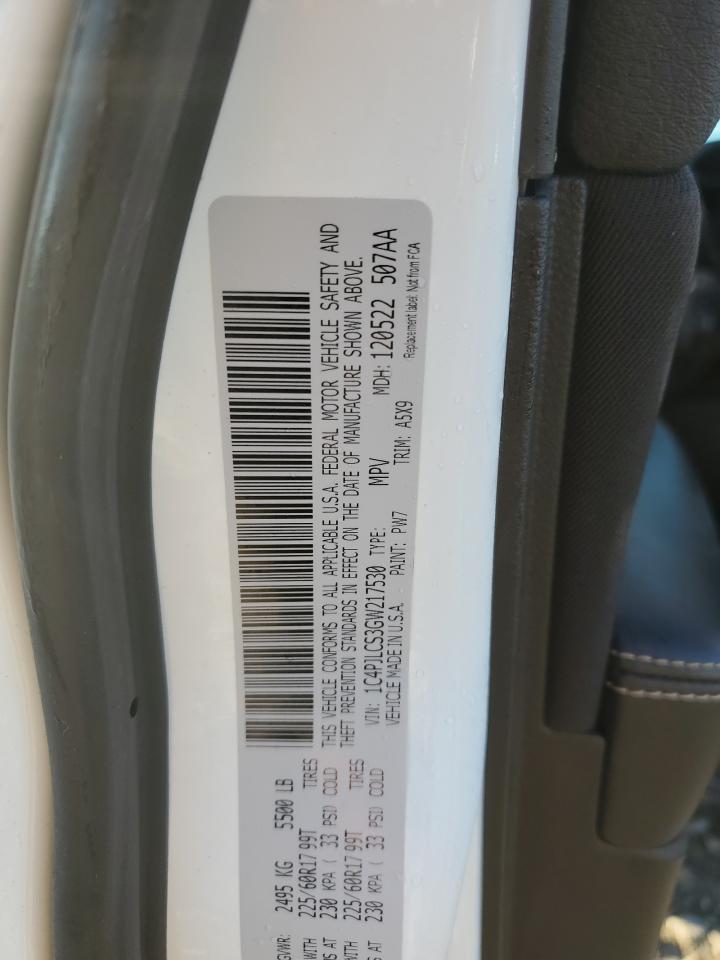 GVWR: 2495 KG 5500 LB
WITH 225/60R17 99T TIRES
AT 230 KPA ( 33 PSI) COLD
WITH 225/60R17 99T TIRES
S AT 230 KPA ( 33 PSI) COLD
THIS VEHICLE CONFORMS TO ALL APPLICABLE U.S.A. FEDERAL MOTOR VEHICLE SAFETY AND
THEFT PREVENTION STANDARDS IN EFFECT ON THE DATE OF MANUFACTURE SHOWN ABOVE.
VIN: 1C4PJLCS3GW217530 TYPE: MPV MDH: 120522 507AA
VEHICLE MADE IN U.S.A. PAINT: PW7 TRIM: A5X9
Replacement label: Not from FCA